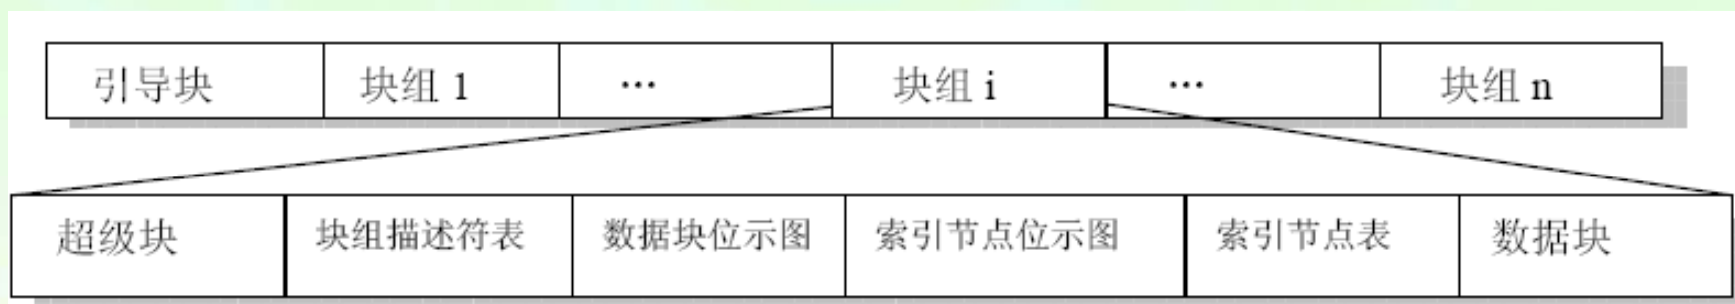 引导块 块组 1 … 块组 i … 块组 n
超级块 块组描述符表 数据块位示图 索引节点位示图 索引节点表 数据块